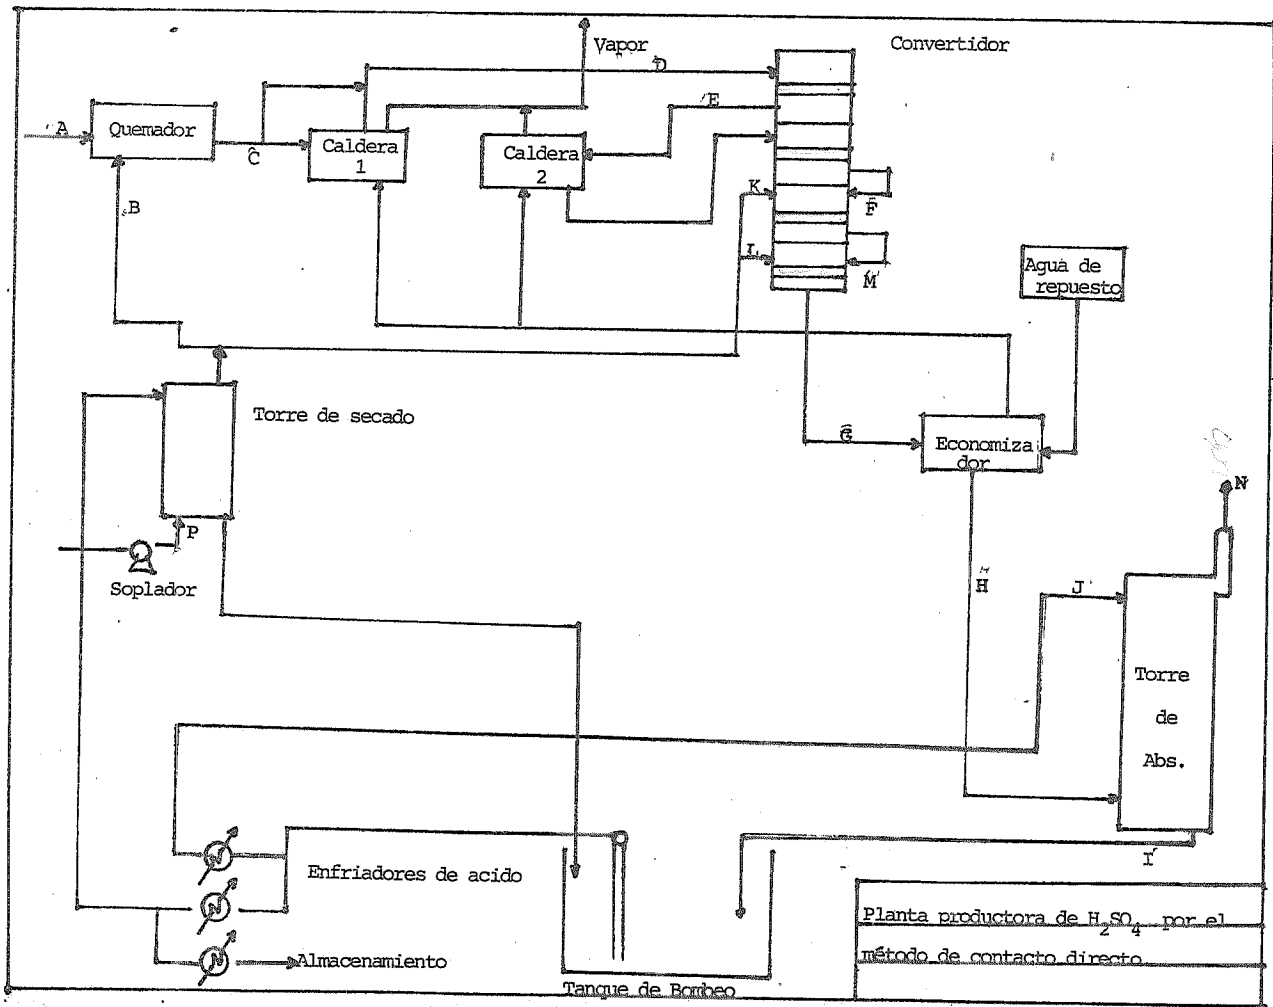 Vapor
Convertidor
D
E
A
Quemador
C
Caldera
1
Caldera
2
B
K
F
L
M
Agua de
repuesto
Torre de secado
G
Economiza
dor
N
P
Soplador
H
J
Torre
de
Abs.
I
Enfriadores de acido
Almacenamiento
Tanque de Bombeo
Planta productora de H2SO4 por el
método de contacto directo